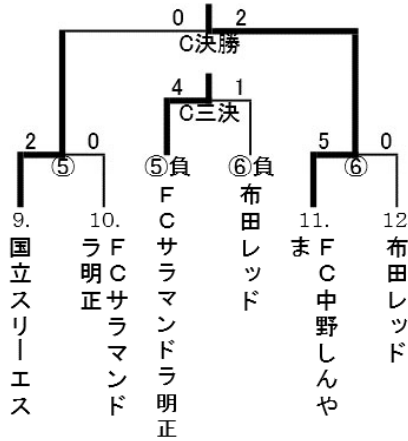 0 2
C決勝
4 1
C三決
2 0
⑤
⑤負
⑥負
5 0
⑥
9.
国立スリーエス
10.
FCサラマンド
ラ明正
FCサラマンドラ明正
布田レッド
11.
FC中野しんや
ま
12
布田レッド